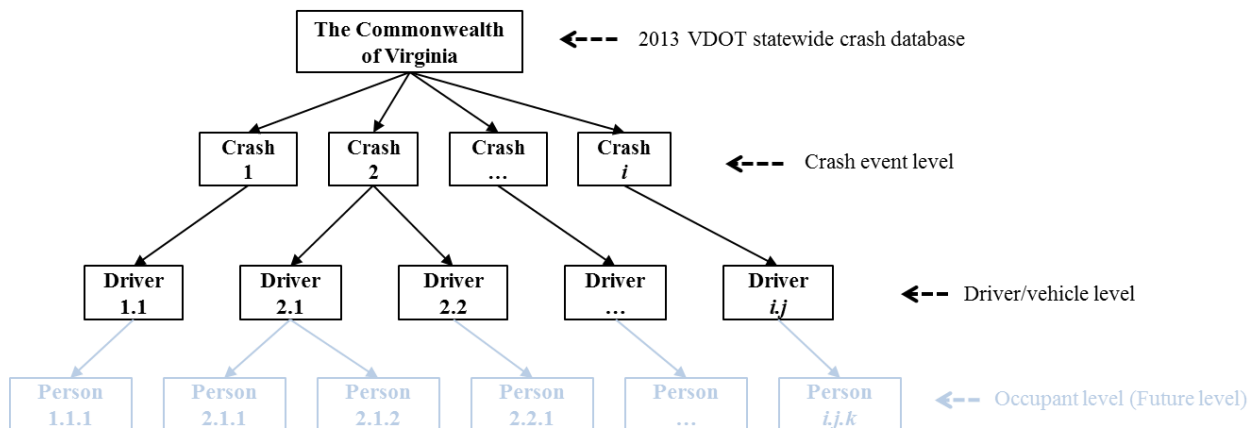 The Commonwealth
of Virginia
2013 VDOT statewide crash database
Crash
1
Crash
2
Crash
...
Crash
i
Crash event level
Driver
1.1
Driver
2.1
Driver
2.2
Driver
...
Driver
i.j
Driver/vehicle level
Person
1.1.1
Person
2.1.1
Person
2.1.2
Person
2.2.1
Person
...
Person
i.j.k
Occupant level (Future level)